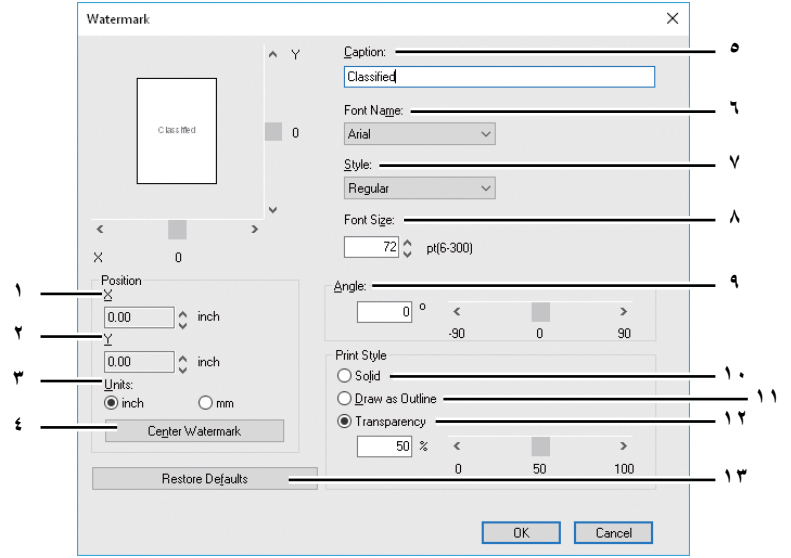 Watermark
Y
Classified
0
X 0
Position
١
X
0.00 inch
٢
Y
0.00 inch
٣
Units:
inch mm
٤
Center Watermark
Caption: ٥
Classified
Font Name: ٦
Arial
Style: ٧
Regular
Font Size: ٨
72 pt(6-300)
Angle: ٩
0 °
-90 0 90
Print Style
Solid ١٠
Draw as Outline ١١
Transparency ١٢
50 %
0 50 100
Restore Defaults ١٣
OK Cancel